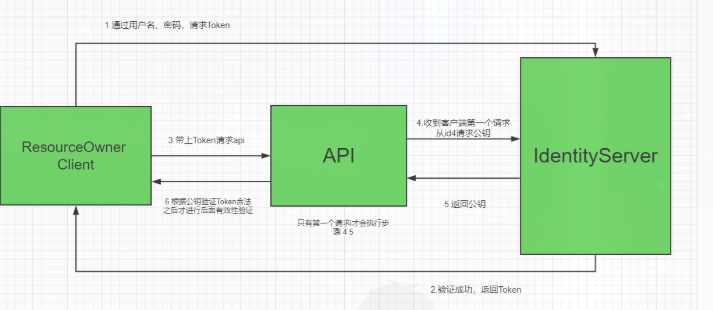 1.通过用户名、密码，请求Token
ResourceOwner
Client
3.带上Token请求api
API
4.收到客户端第一个请求
从id4请求公钥
IdentityServer
6.根据公钥验证Token合法
之后才进行后面有效性验证
5.返回公钥
只有第一个请求才会执行步
骤 4 5
2.验证成功，返回Token